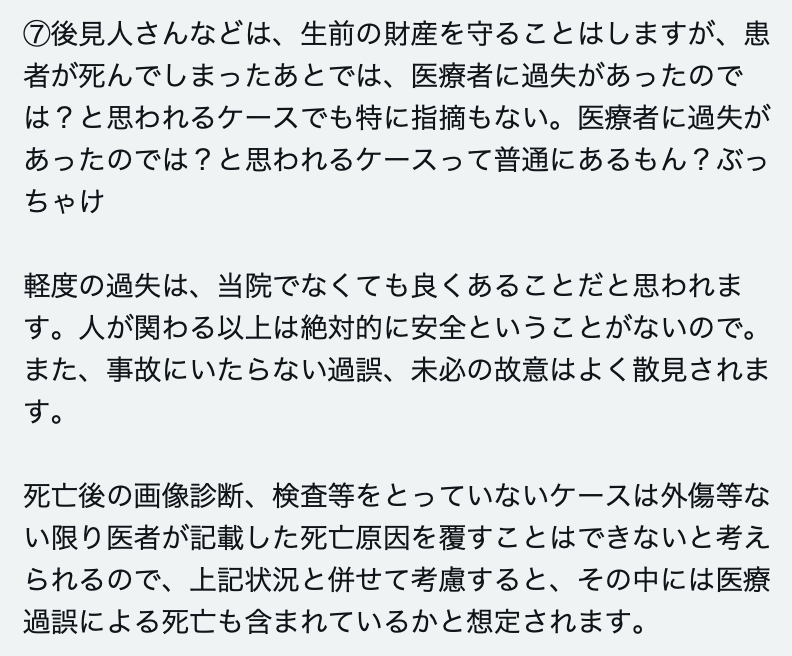 ⑦後見人さんなどは、生前の財産を守ることはしますが、患
者が死んでしまったあとでは、医療者に過失があったので
は？と思われるケースでも特に指摘もない。医療者に過失が
あったのでは？と思われるケースって普通にあるもん？ぶっ
ちゃけ
軽度の過失は、当院でなくても良くあることだと思われま
す。人が関わる以上は絶対的に安全ということがないので。
また、事故にいたらない過誤、未必の故意はよく散見されま
す。
死亡後の画像診断、検査等をとっていないケースは外傷等な
い限り医者が記載した死亡原因を覆すことはできないと考え
られるので、上記状況と併せて考慮すると、その中には医療
過誤による死亡も含まれているかと想定されます。